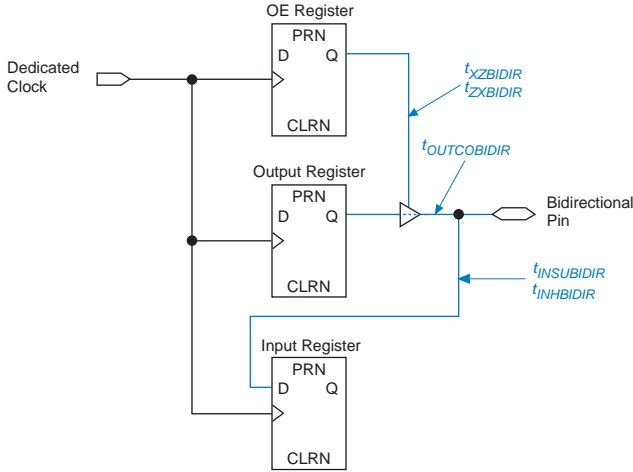 OE Register
PRN
D Q
CLRN
Dedicated
Clock
tXZBIDIR
tZXBIDIR
tOUTCOBIDIR
Output Register
PRN
D Q
CLRN
Bidirectional
Pin
tINSUBIDIR
tINHBIDIR
Input Register
PRN
D Q
CLRN